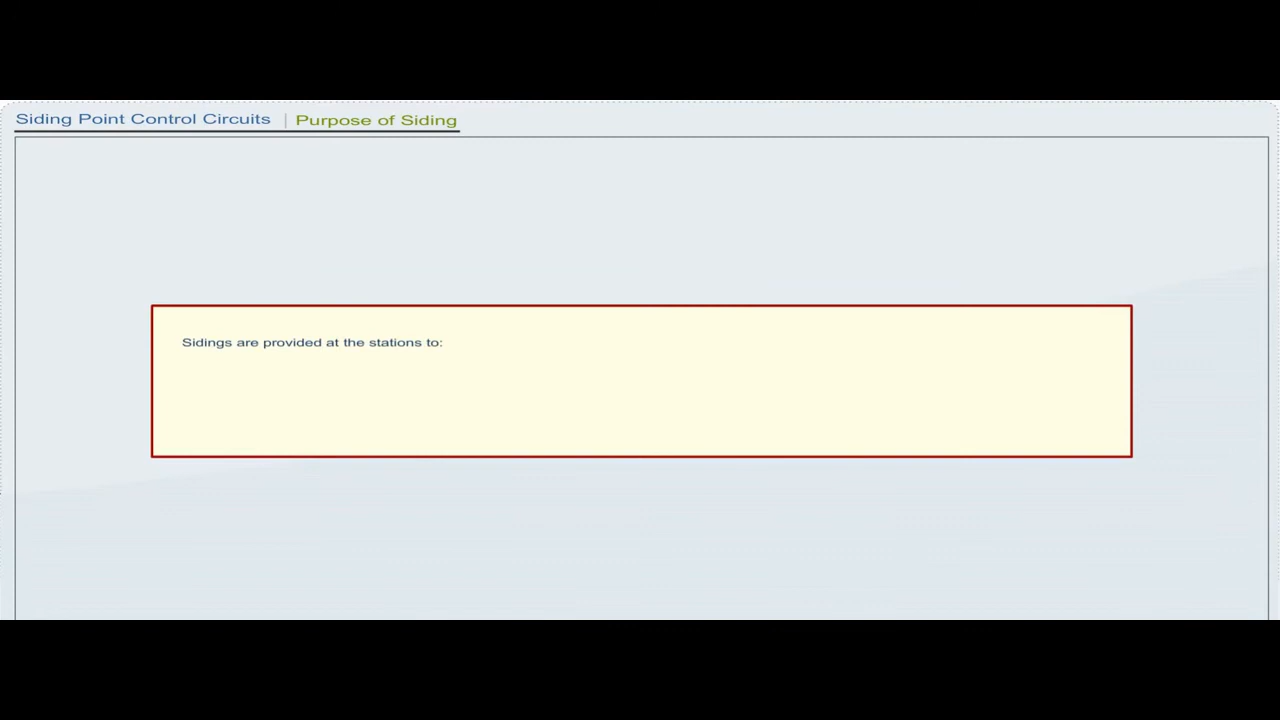 Siding Point Control Circuits | Purpose of Siding
Sidings are provided at the stations to: